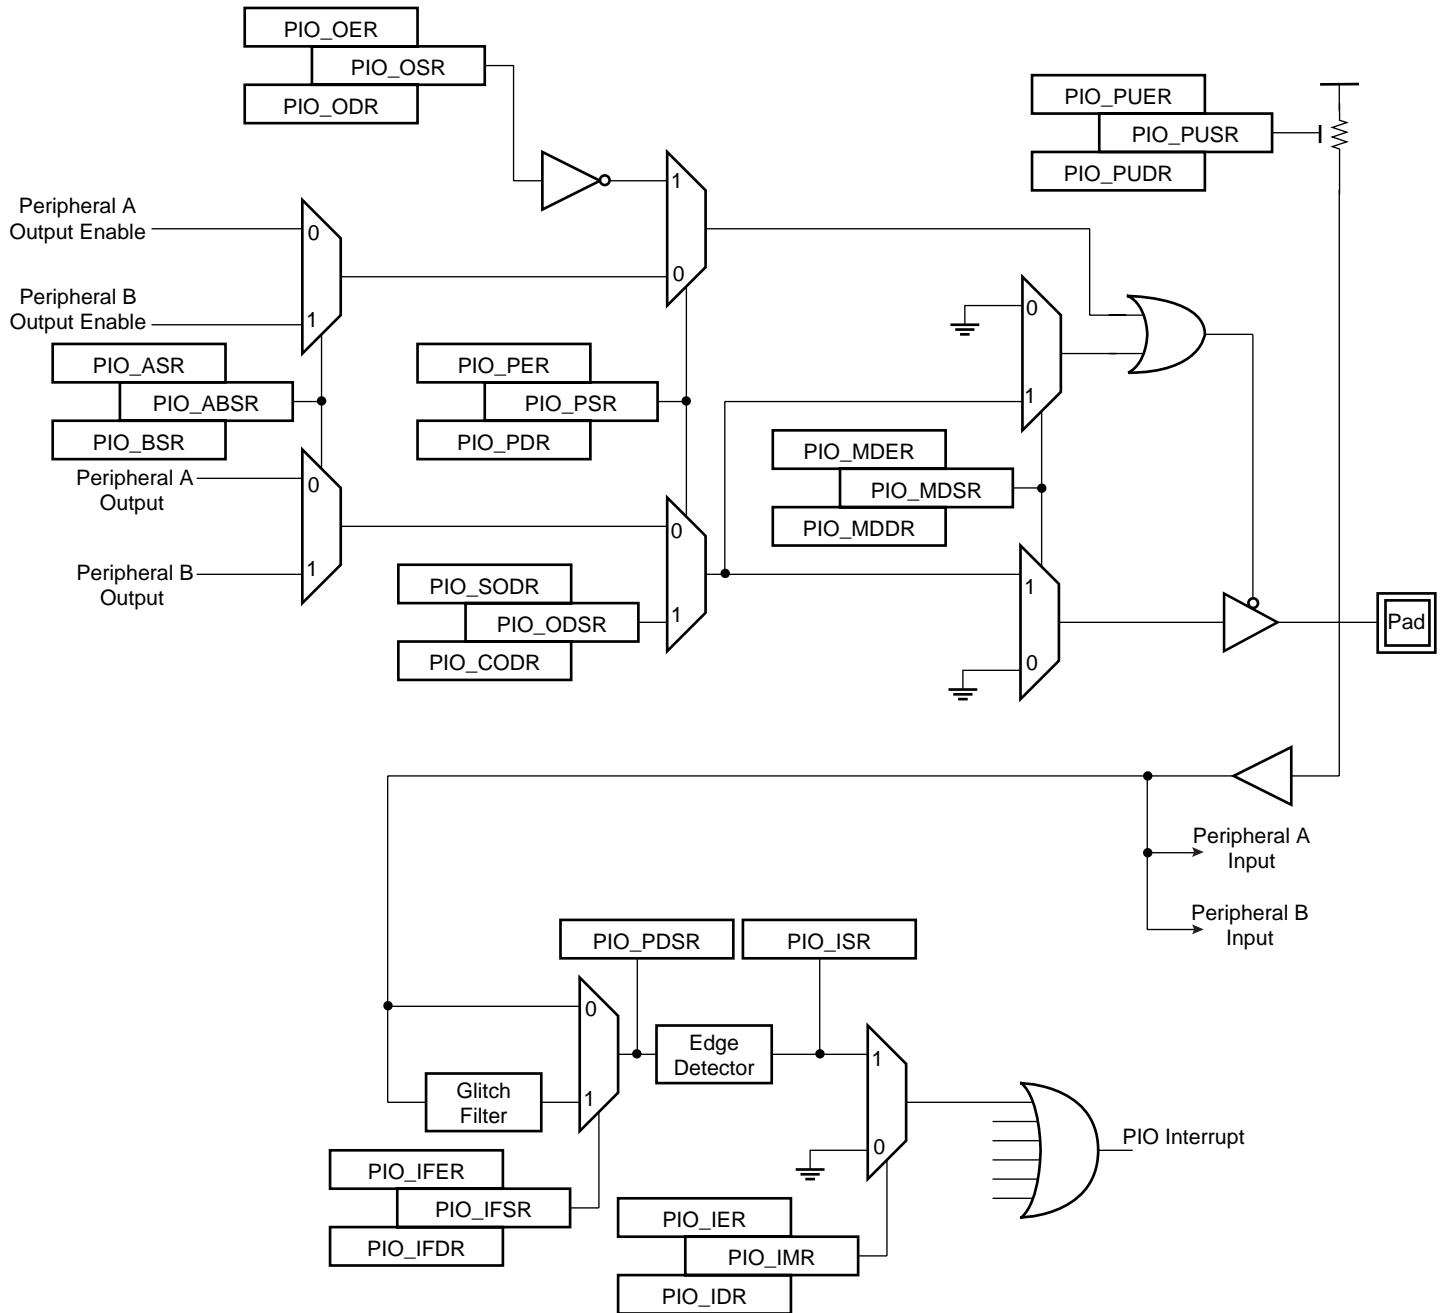 PIO_OER
PIO_OSR
PIO_ODR
PIO_PUER
PIO_PUSR
PIO_PUDR
Peripheral A
Output Enable
0
Peripheral B
Output Enable
1
1
0
0
1
PIO_ASR
PIO_ABSR
PIO_BSR
PIO_PER
PIO_PSR
PIO_PDR
PIO_MDER
PIO_MDSR
PIO_MDDR
Peripheral A
Output
0
Peripheral B
Output
1
0
1
PIO_SODR
PIO_ODSR
PIO_CODR
1
0
Pad
Peripheral A
Input
Peripheral B
Input
PIO_PDSR
PIO_ISR
0
1
Glitch
Filter
Edge
Detector
1
0
PIO Interrupt
PIO_IFER
PIO_IFSR
PIO_IFDR
PIO_IER
PIO_IMR
PIO_IDR